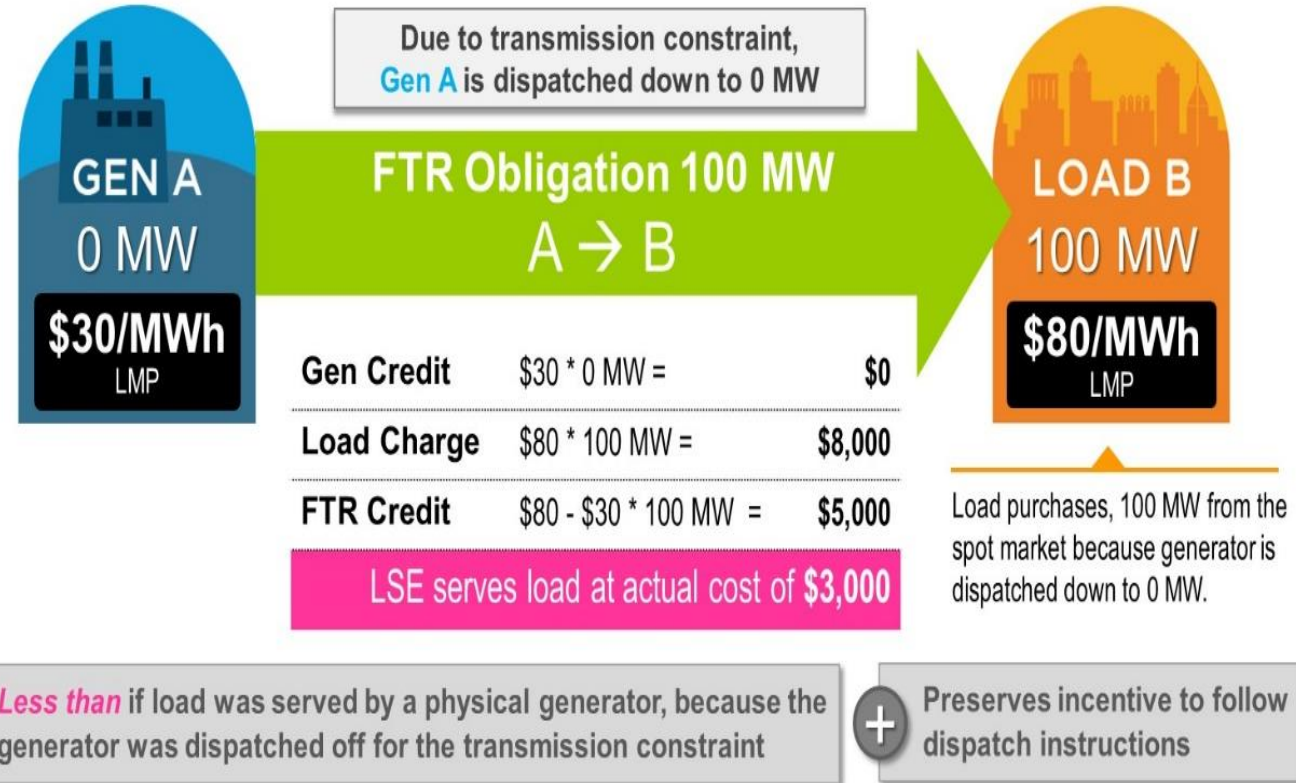 Due to transmission constraint,
Gen A is dispatched down to 0 MW
GEN A
0 MW
$30/MWh
LMP
FTR Obligation 100 MW
A → B
LOAD B
100 MW
$80/MWh
LMP
Gen Credit $30 * 0 MW = $0
Load Charge $80 * 100 MW = $8,000
FTR Credit $80 - $30 * 100 MW = $5,000
LSE serves load at actual cost of $3,000
Load purchases, 100 MW from the
spot market because generator is
dispatched down to 0 MW.
Less than if load was served by a physical generator, because the
generator was dispatched off for the transmission constraint
+
Preserves incentive to follow
dispatch instructions